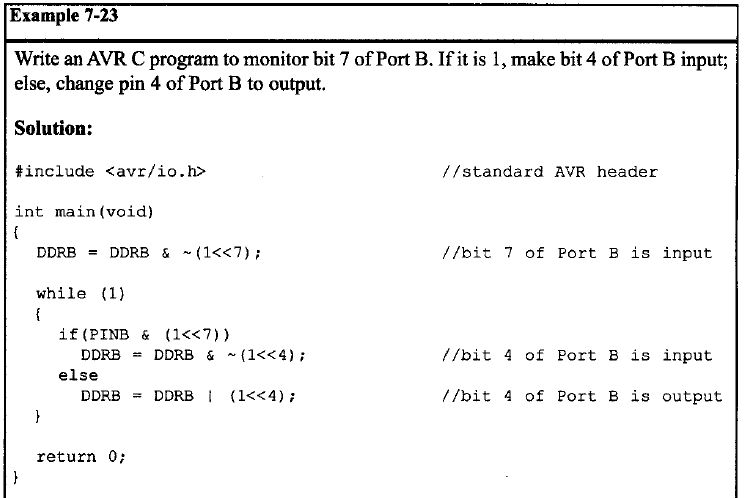 Example 7-23
Write an AVR C program to monitor bit 7 of Port B. If it is 1, make bit 4 of Port B input;
else, change pin 4 of Port B to output.
Solution:
#include <avr/io.h> //standard AVR header
int main(void)
{
DDRB = DDRB & ~(1<<7); //bit 7 of Port B is input
while (1)
{
if(PINB & (1<<7))
DDRB = DDRB & ~(1<<4); //bit 4 of Port B is input
else
DDRB = DDRB | (1<<4); //bit 4 of Port B is output
}
return 0;
}